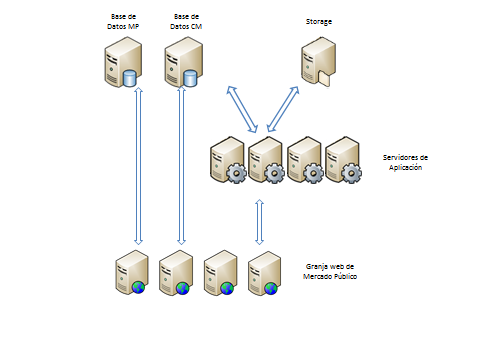 Base de
Datos MP
Base de
Datos CM
Storage
Servidores de
Aplicación
Granja web de
Mercado Público